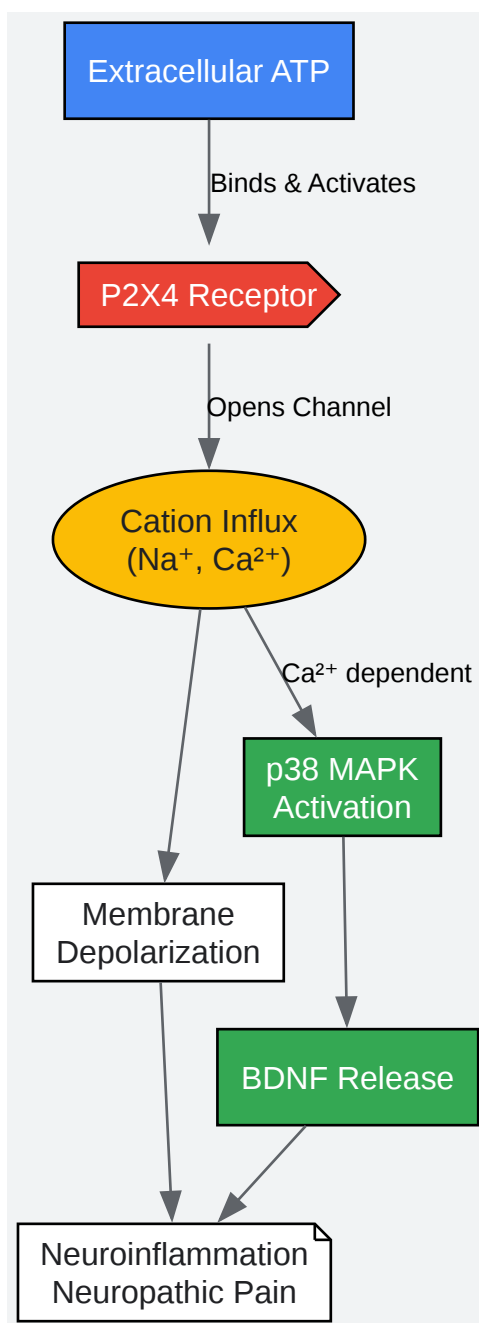 Extracellular ATP
Binds & Activates
P2X4 Receptor
Opens Channel
Cation Influx
(Na⁺, Ca²⁺)
Ca²⁺ dependent
p38 MAPK
Activation
Membrane
Depolarization
BDNF Release
Neuroinflammation
Neuropathic Pain